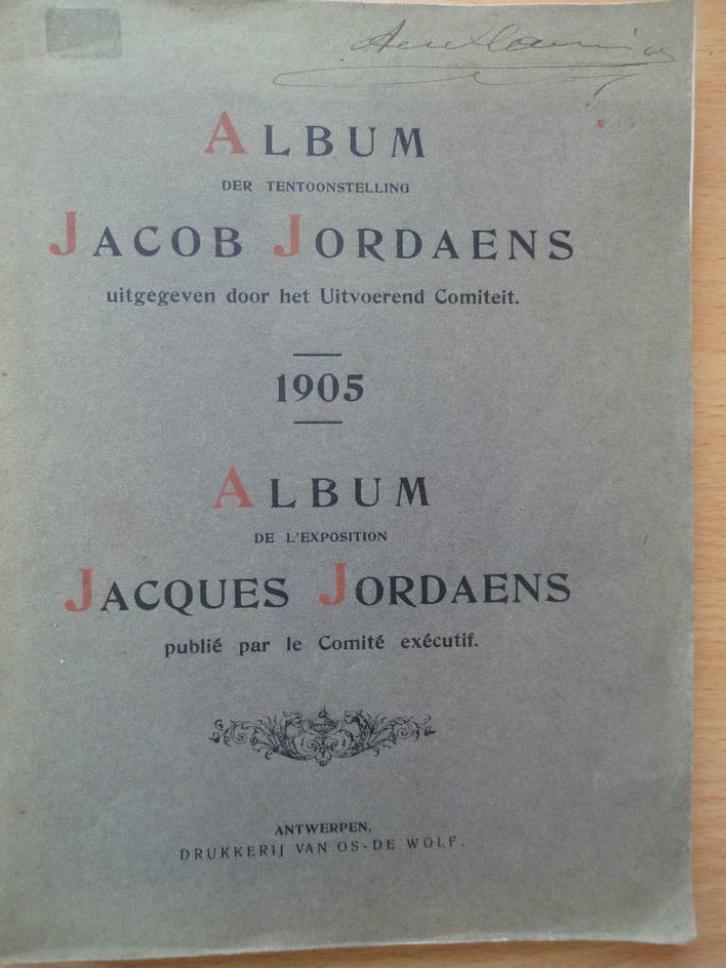 ALBUM
DER TENTOONSTELLING
JACOB JORDAENS
uitgegeven door het Uitvoerend Comiteit.
1905
ALBUM
DE L'EXPOSITION
JACQUES JORDAENS
publié par le Comité exécutif.
ANTWERPEN,
DRUKKERIJ VAN OS-DE WOLF.